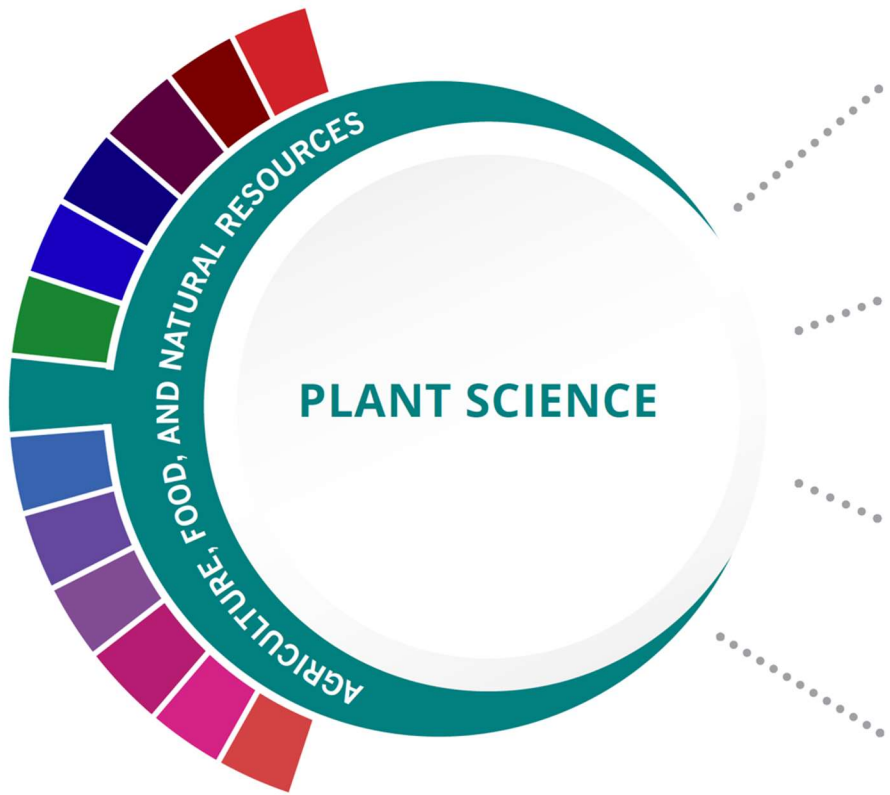 AGRICULTURE, FOOD, AND NATURAL RESOURCES
PLANT SCIENCE